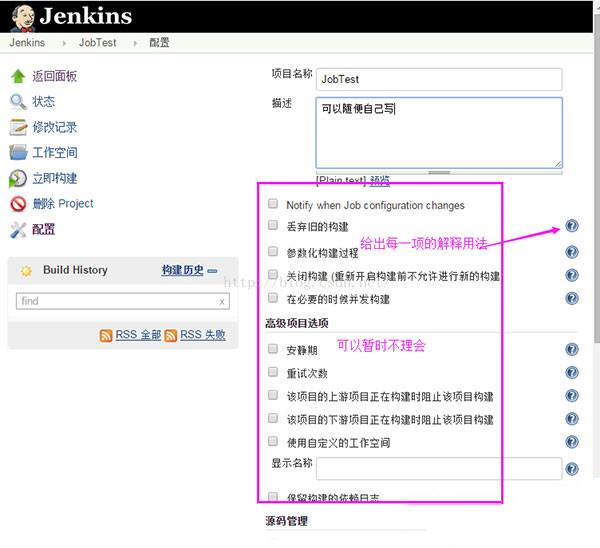 Jenkins
Jenkins JobTest 配置
返回面板
状态
修改记录
工作空间
立即构建
删除 Project
配置
Build History 构建历史
find x
RSS 全部 RSS 失败
项目名称 JobTest
描述 可以随便自己写
[Plain text] 预览
Notify when Job configuration changes
丢弃旧的构建
给出每一项的解释用法
参数化构建过程
关闭构建 (重新开启构建前不允许进行新的构建
http://blog.csdn.net/
在必要的时候并发构建
高级项目选项
安静期
可以暂时不理会
重试次数
该项目的上游项目正在构建时阻止该项目构建
该项目的下游项目正在构建时阻止该项目构建
使用自定义的工作空间
显示名称
保留构建的依赖日志
源码管理